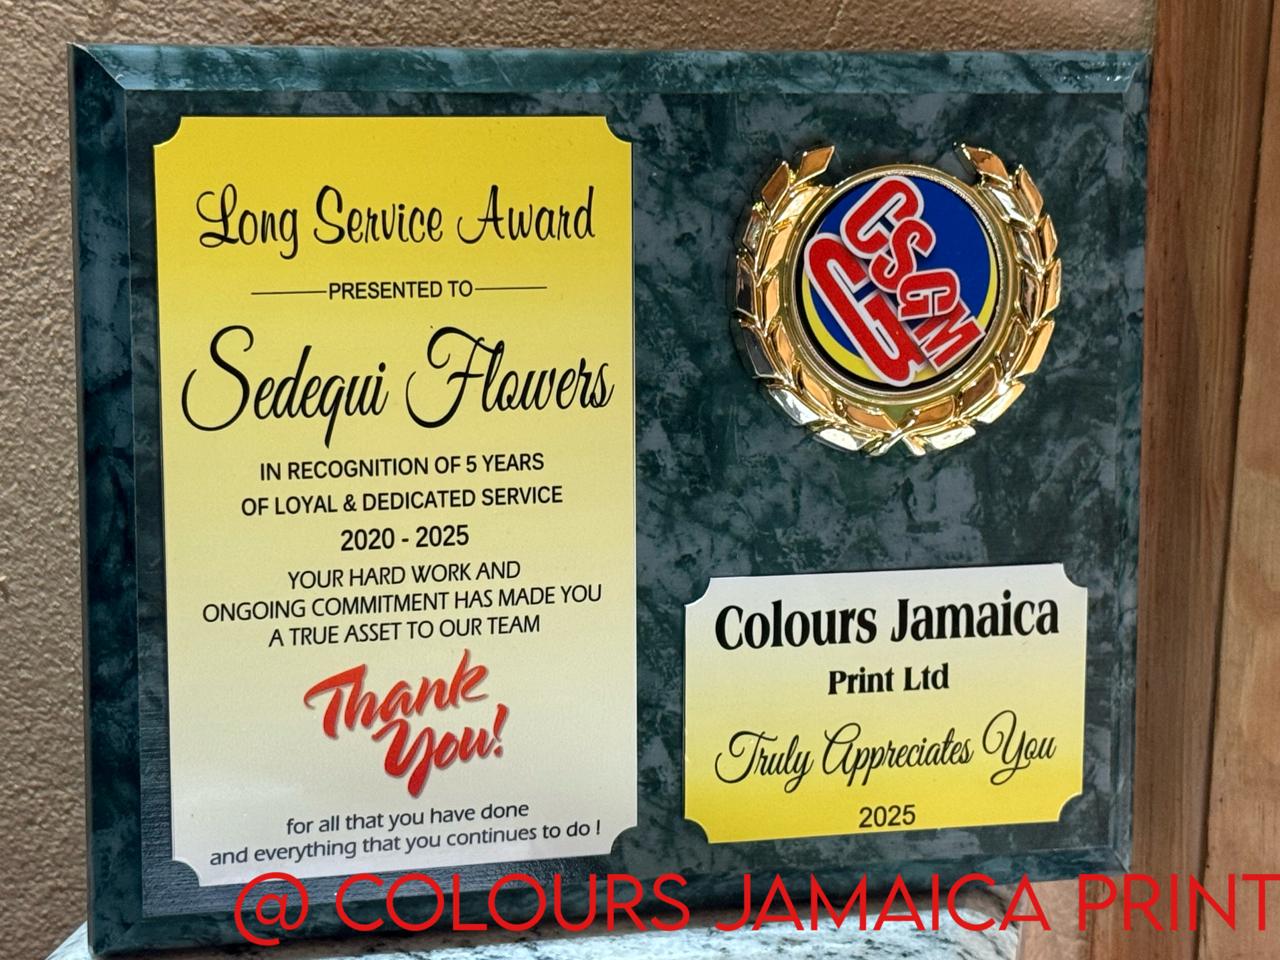 Long Service Award
PRESENTED TO
Sedequi Flowers
IN RECOGNITION OF 5 YEARS
OF LOYAL & DEDICATED SERVICE
2020 - 2025
YOUR HARD WORK AND
ONGOING COMMITMENT HAS MADE YOU
A TRUE ASSET TO OUR TEAM
Thank
You!
for all that you have done
and everything that you continues to do !
CSGM
G
Colours Jamaica
Print Ltd
Truly Appreciates You
2025
@ COLOURS JAMAICA PRINT